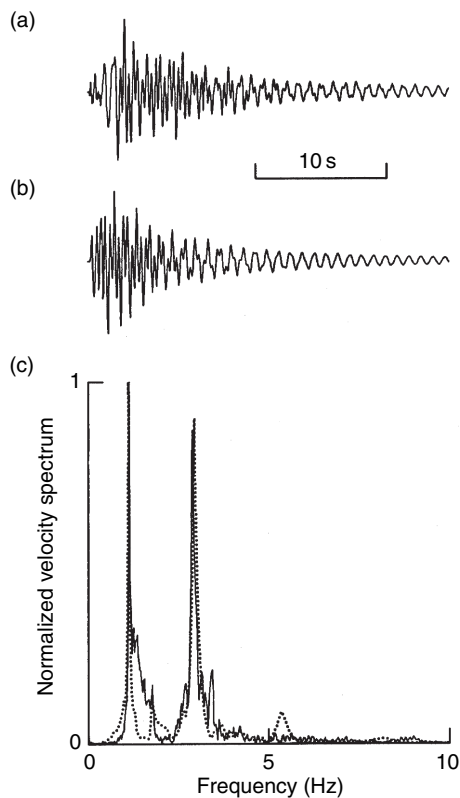 (a)
10 s
(b)
(c)
1
Normalized velocity spectrum
0
0 5 10
Frequency (Hz)